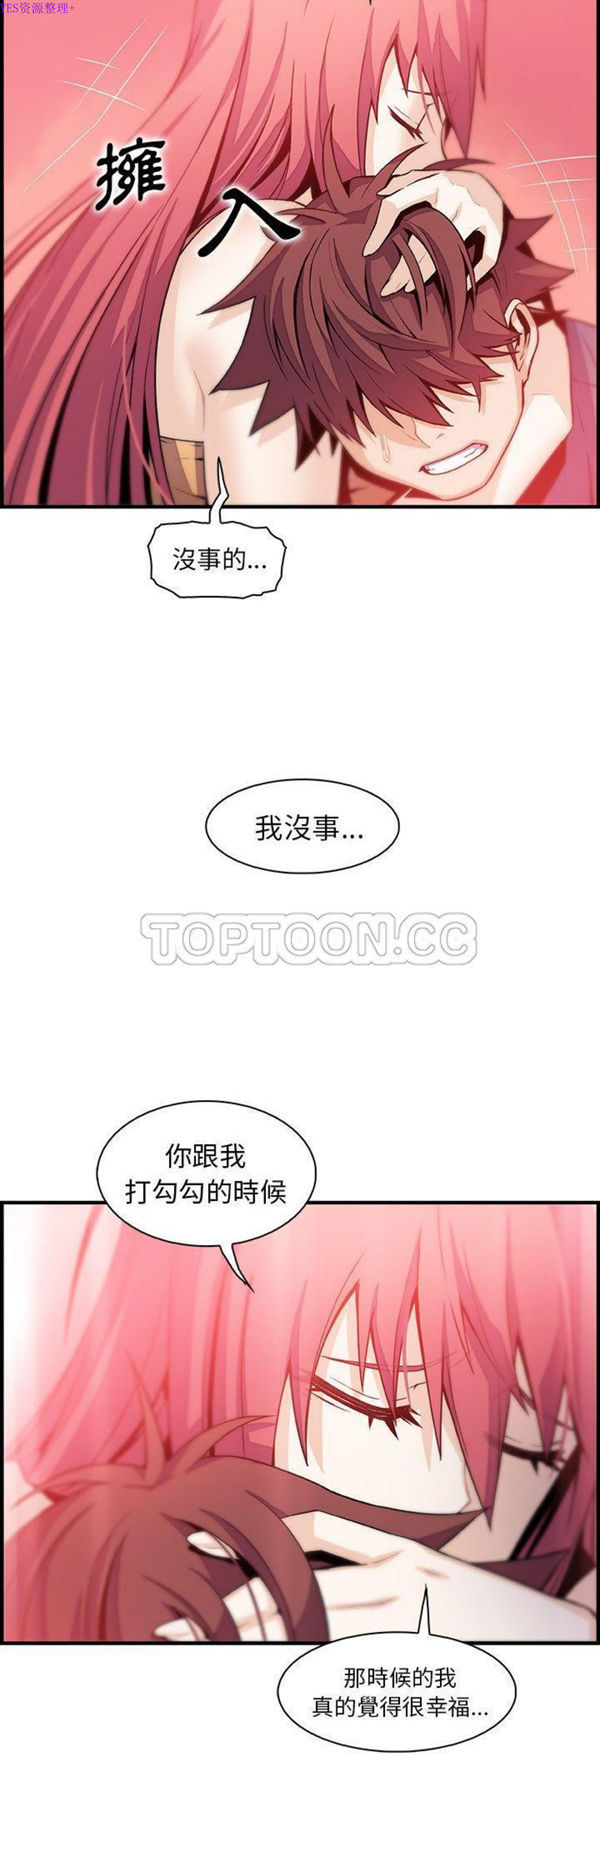 YES资源整理+
擁入
沒事的...
我沒事...
TOPTOON.CC
你跟我
打勾勾的時候
那時候的我
真的覺得很幸福...